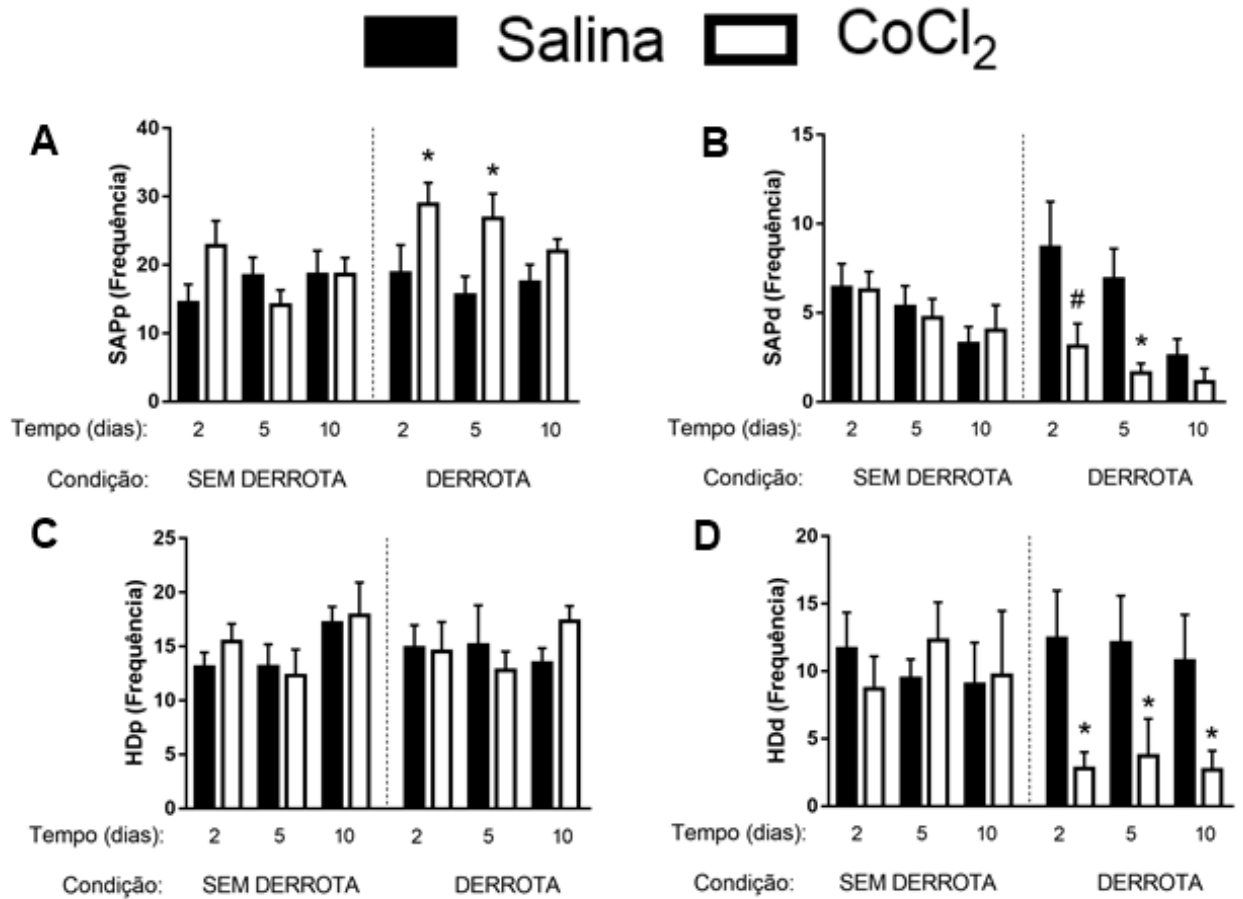 Salina CoCl₂
A
SAPp (Frequência)
40
30
20
10
0
* *
Tempo (dias): 2 5 10 2 5 10
Condição: SEM DERROTA DERROTA
B
SAPd (Frequência)
15
10
5
0
# *
Tempo (dias): 2 5 10 2 5 10
Condição: SEM DERROTA DERROTA
C
HDp (Frequência)
25
20
15
10
5
0
Tempo (dias): 2 5 10 2 5 10
Condição: SEM DERROTA DERROTA
D
HDd (Frequência)
20
15
10
5
0
* * *
Tempo (dias): 2 5 10 2 5 10
Condição: SEM DERROTA DERROTA